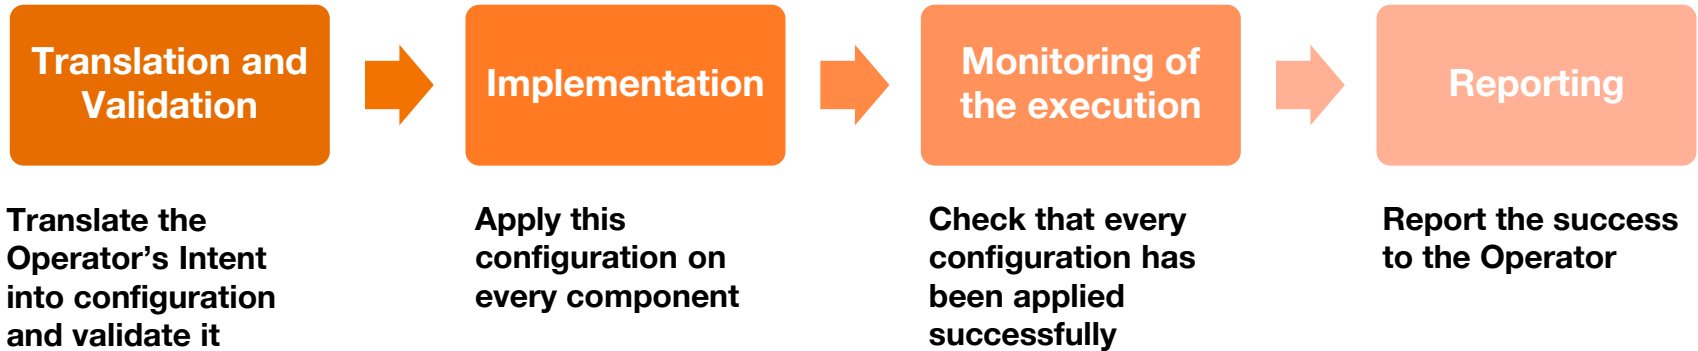 Translation and
Validation
Implementation
Monitoring of
the execution
Reporting
Translate the
Operator’s Intent
into configuration
and validate it
Apply this
configuration on
every component
Check that every
configuration has
been applied
successfully
Report the success
to the Operator